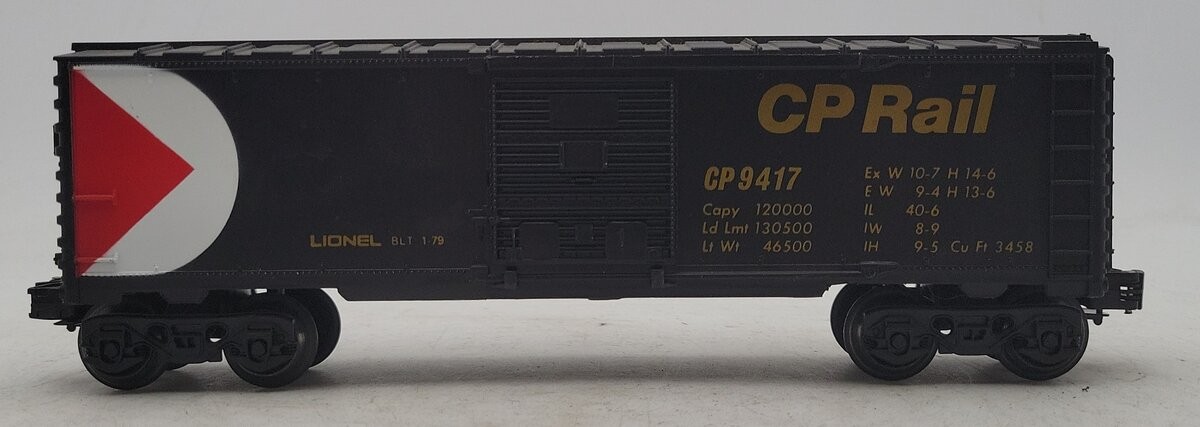 CP Rail
CP 9417
Capy 120000
Ld Lmt 130500
Lt Wt 46500
Ex W 10-7 H 14-6
E W 9-4 H 13-6
IL 40-6
IW 8-9
IH 9-5 Cu Ft 3458
LIONEL BLT 1-79